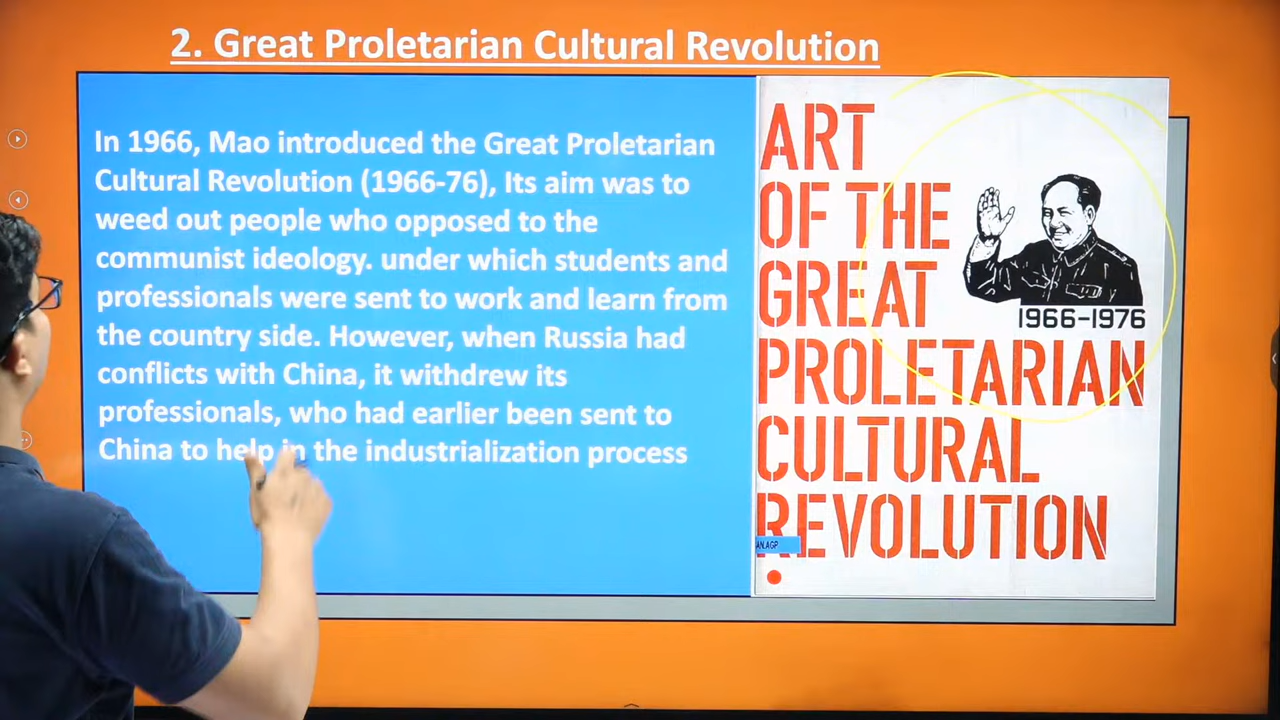 2. Great Proletarian Cultural Revolution
In 1966, Mao introduced the Great Proletarian
Cultural Revolution (1966-76), Its aim was to
weed out people who opposed to the
communist ideology. under which students and
professionals were sent to work and learn from
the country side. However, when Russia had
conflicts with China, it withdrew its
professionals, who had earlier been sent to
China to help in the industrialization process
ART
OF THE
GREAT
1966-1976
PROLETARIAN
CULTURAL
REVOLUTION
AN.AGP